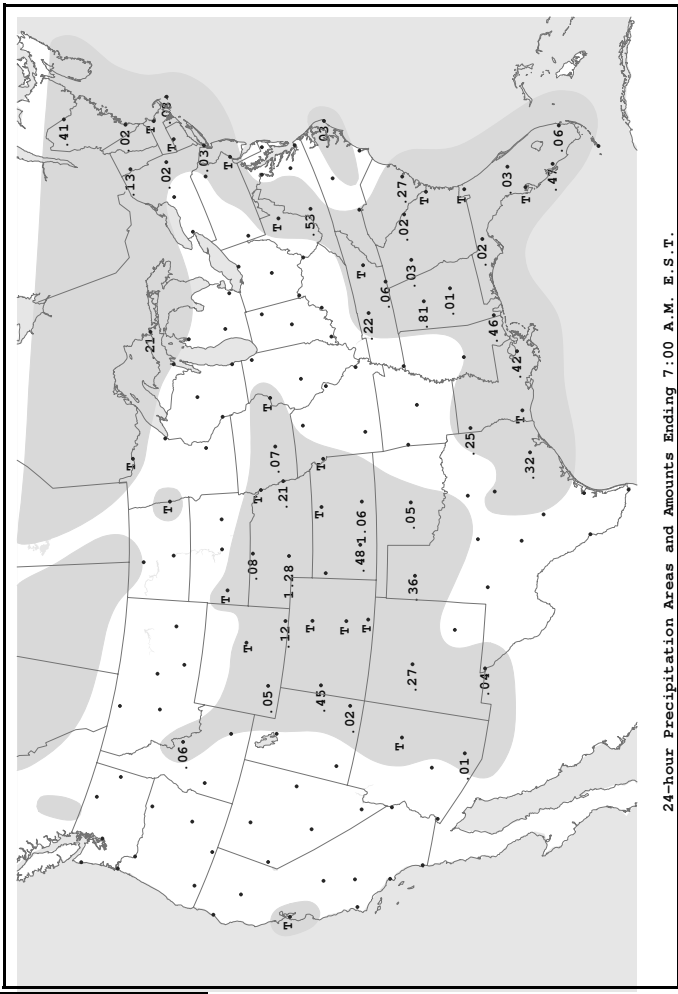 .41
.02
.13
T
T
.21
.08
.02
T
T
.06
.03
T
T
T
.08
T
T
.05
.07
T
.21
.12
1.28
T
.53
T
T
.45
T
.03
T
.02
.48
1.06
T
T
.22
.06
T
.27
.02
.03
.05
.27
.36
.81
T
.01
T
.01
.25
.02
.04
.46
.03
.42
T
T
.32
.47
.06
24-hour Precipitation Areas and Amounts Ending 7:00 A.M. E.S.T.